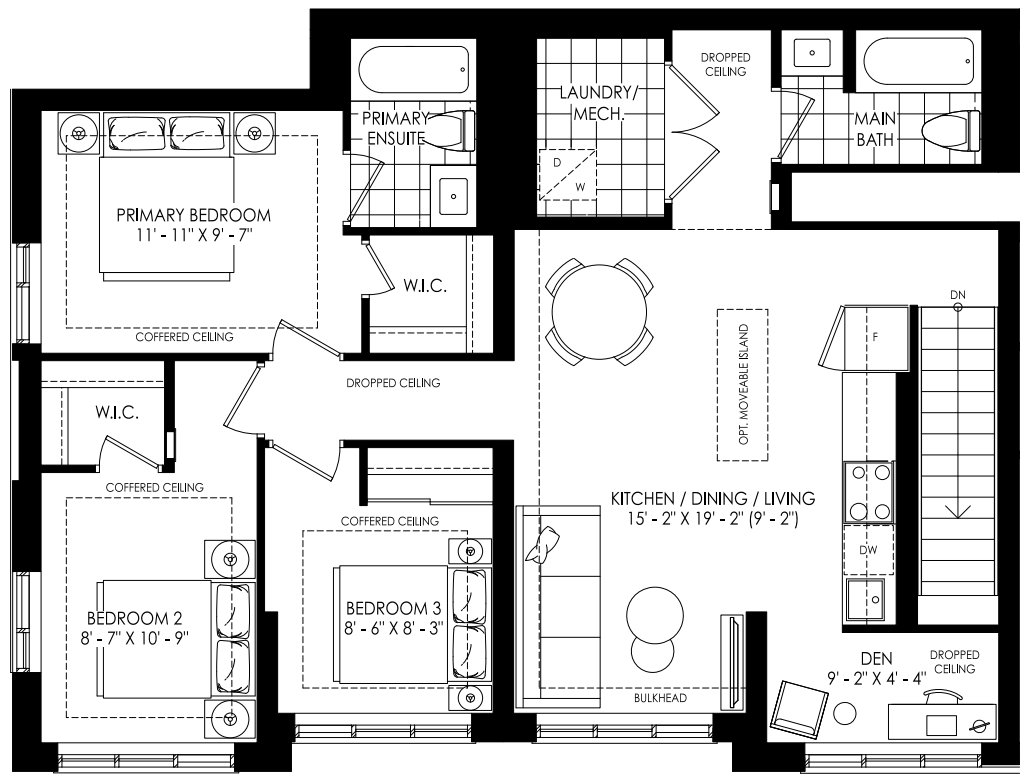 DROPPED
CEILING
LAUNDRY/
MECH.
PRIMARY
ENSUITE
MAIN
BATH
D
W
PRIMARY BEDROOM
11' - 11" X 9' - 7"
W.I.C.
COFFERED CEILING
DN
F
DROPPED CEILING
OPT. MOVEABLE ISLAND
W.I.C.
COFFERED CEILING
KITCHEN / DINING / LIVING
15' - 2" X 19' - 2" (9' - 2")
COFFERED CEILING
DW
BEDROOM 3
8' - 6" X 8' - 3"
BEDROOM 2
8' - 7" X 10' - 9"
DEN
9' - 2" X 4' - 4"
DROPPED
CEILING
BULKHEAD